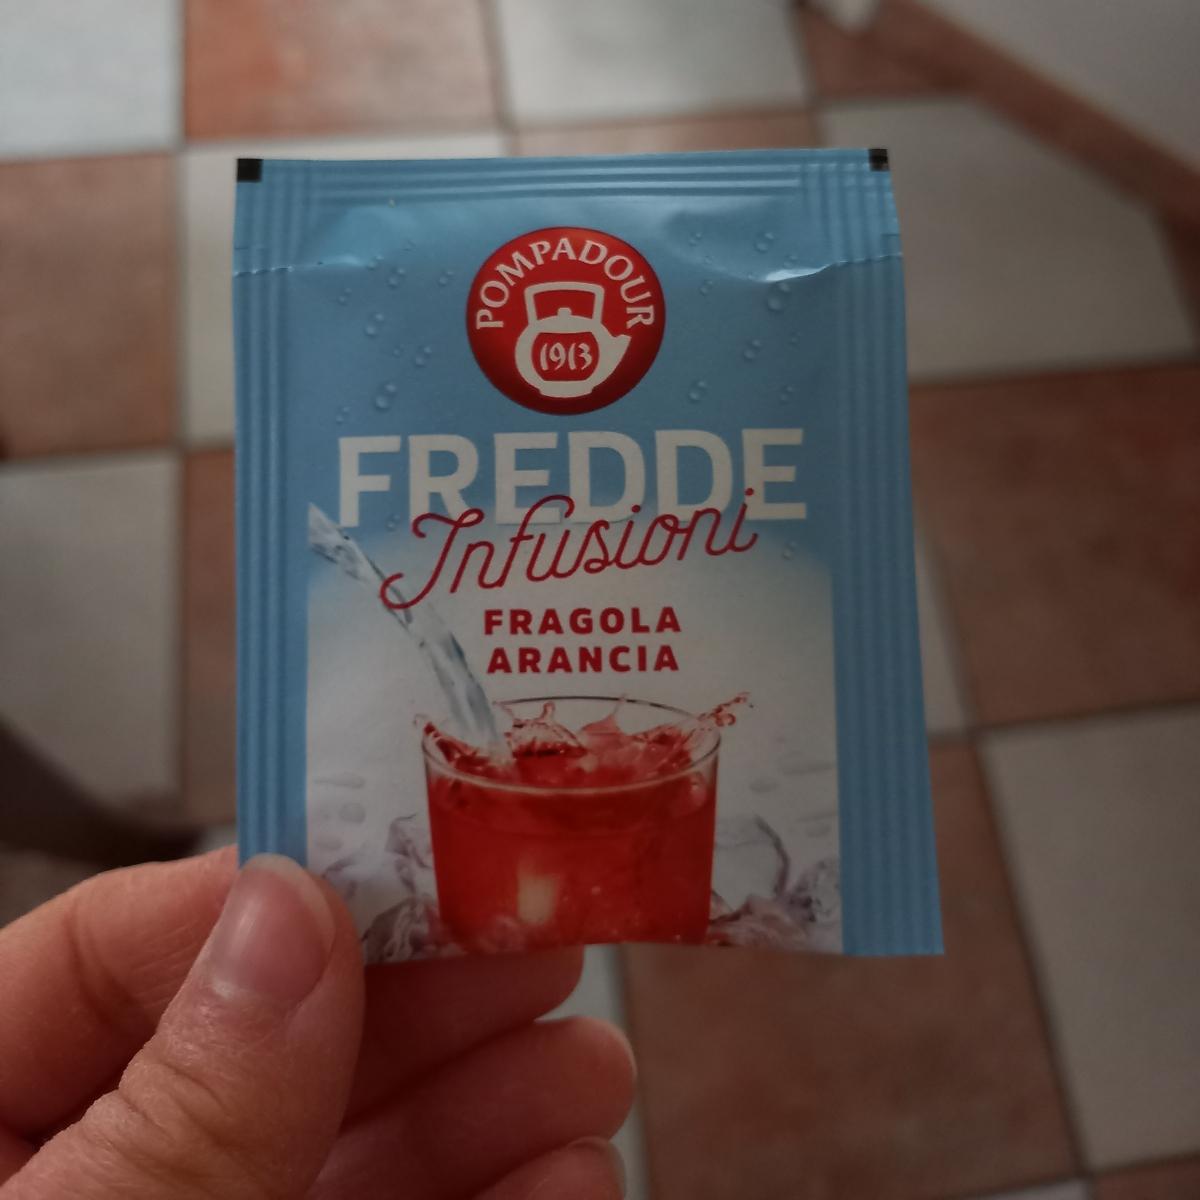 POMPADOUR
1913
FREDDE
Infusioni
FRAGOLA
ARANCIA